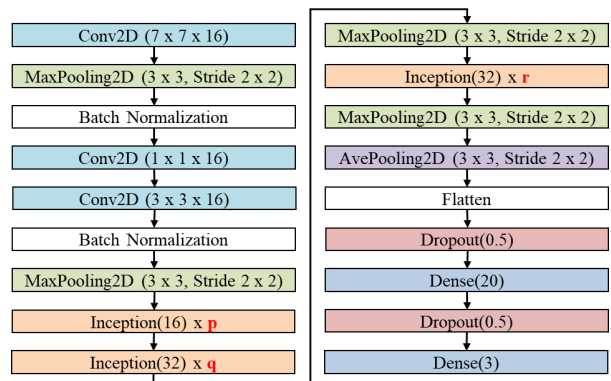 Conv2D (7 x 7 x 16)
MaxPooling2D (3 x 3, Stride 2 x 2)
Batch Normalization
Conv2D (1 x 1 x 16)
Conv2D (3 x 3 x 16)
Batch Normalization
MaxPooling2D (3 x 3, Stride 2 x 2)
Inception(16) x p
Inception(32) x q
MaxPooling2D (3 x 3, Stride 2 x 2)
Inception(32) x r
MaxPooling2D (3 x 3, Stride 2 x 2)
AvePooling2D (3 x 3, Stride 2 x 2)
Flatten
Dropout(0.5)
Dense(20)
Dropout(0.5)
Dense(3)